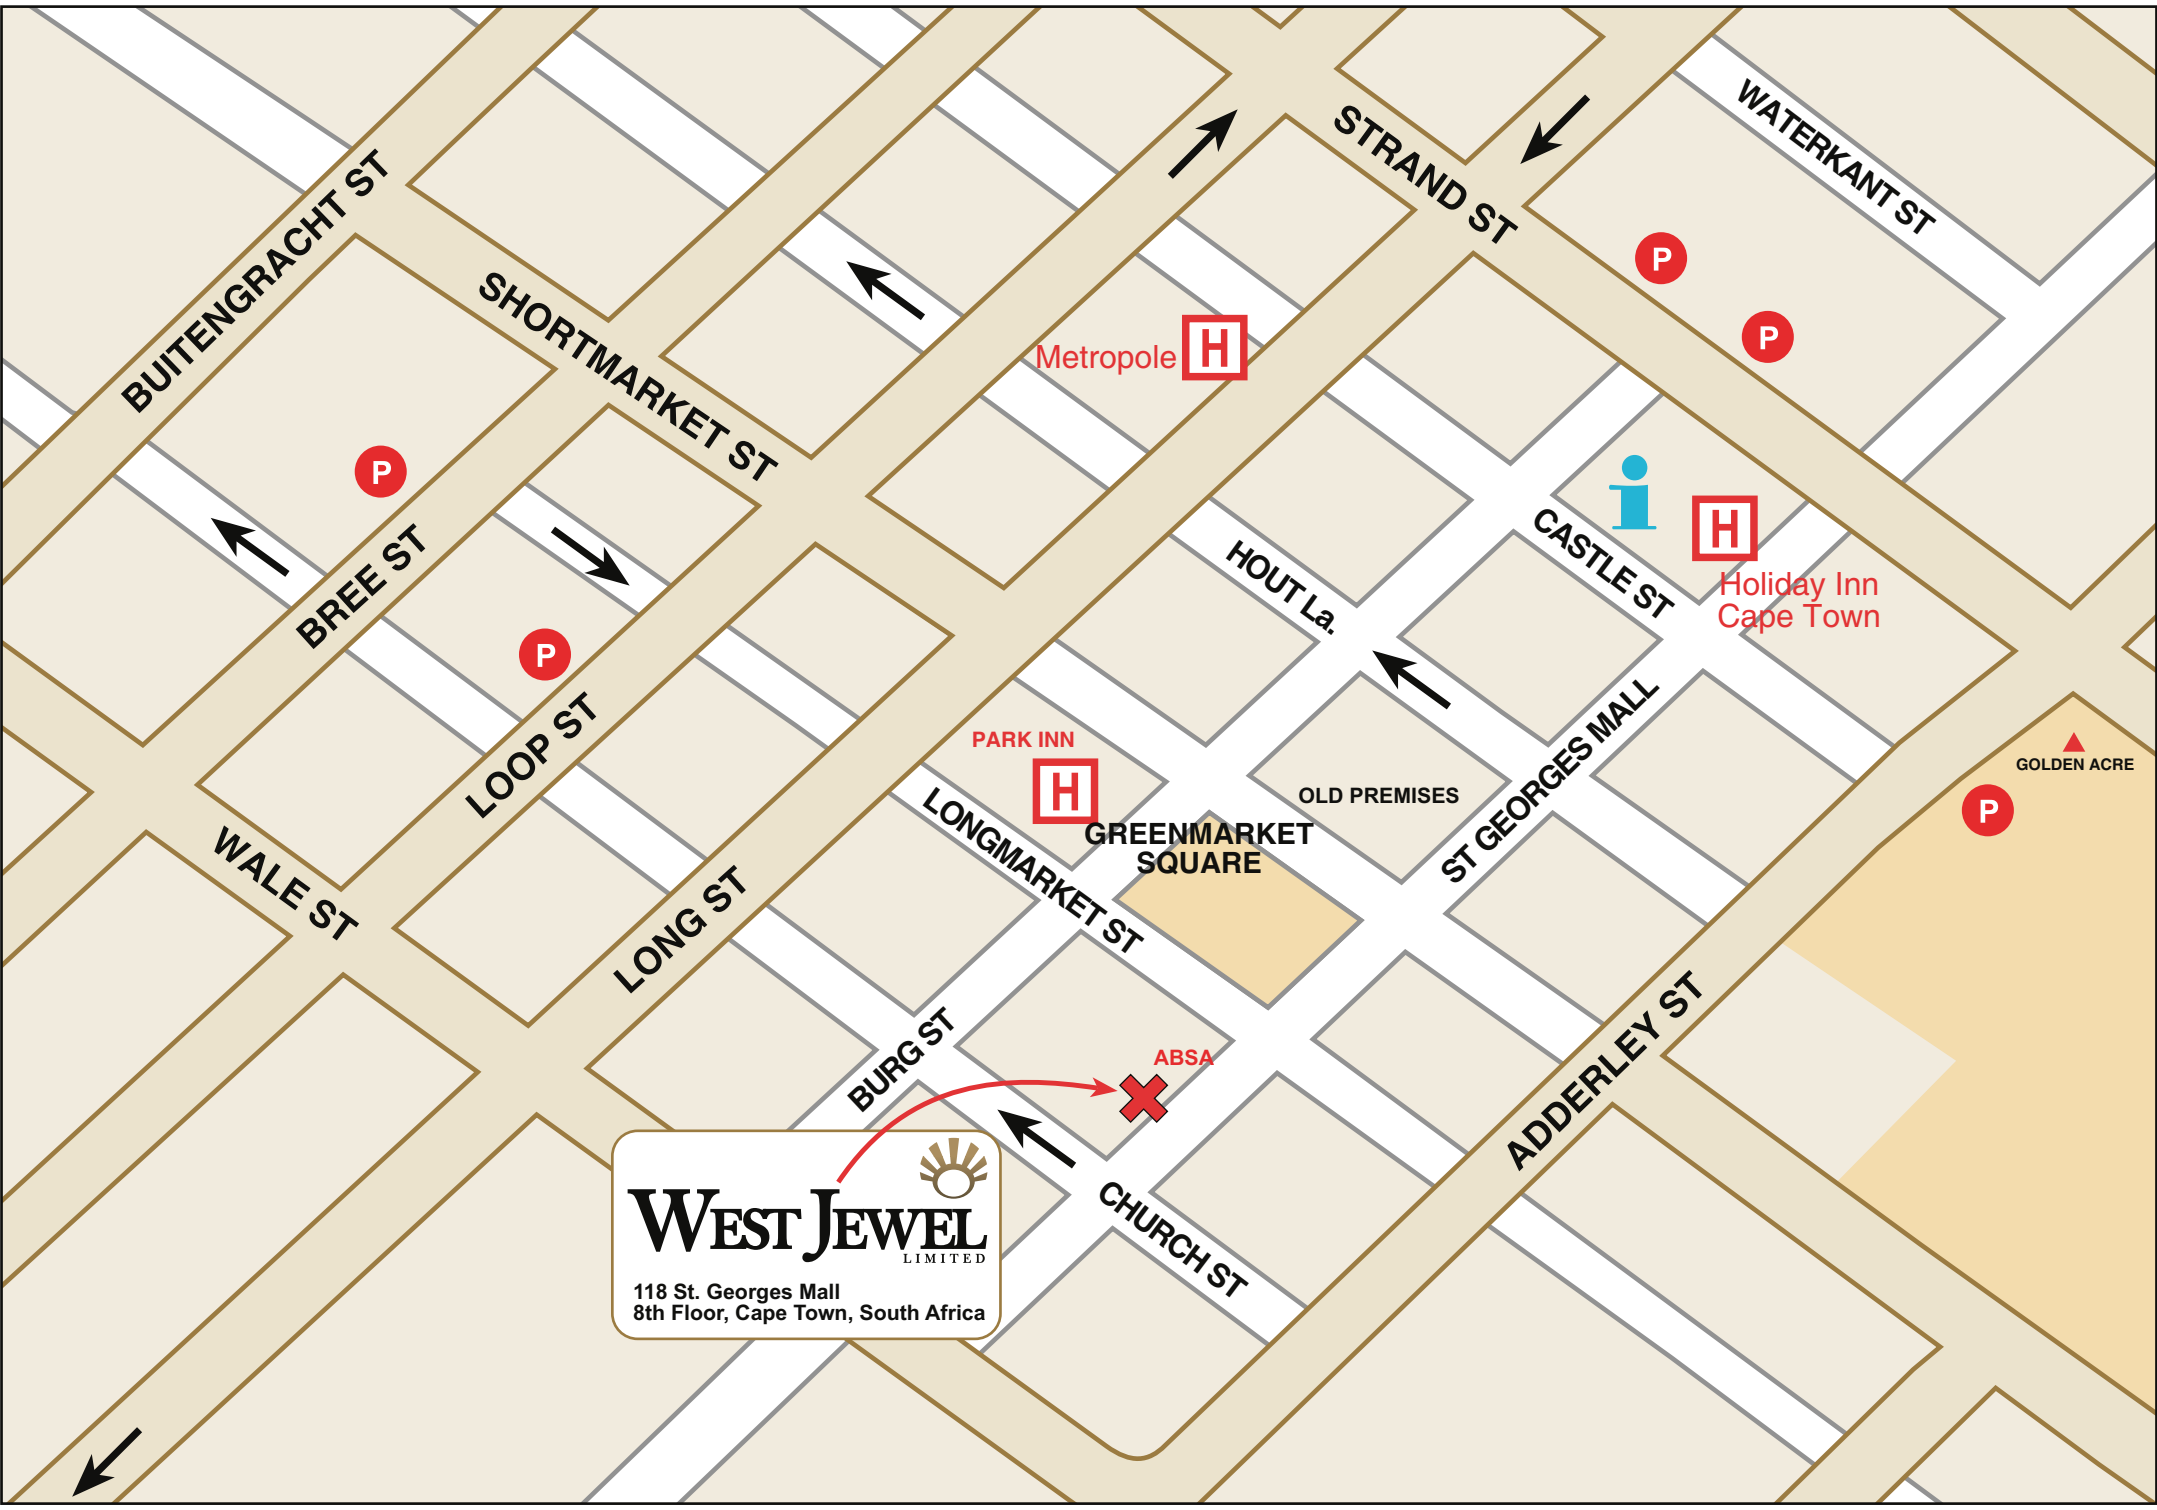 WATERKANT ST
STRAND ST
BUITENGRACHT ST
SHORTMARKET ST
P
P
Metropole
H
P
H
Holiday Inn
Cape Town
CASTLE ST
HOUT La.
BREE ST
P
LOOP ST
PARK INN
H
GREENMARKET
SQUARE
OLD PREMISES
ST GEORGES MALL
GOLDEN ACRE
P
LONGMARKET ST
WALE ST
LONG ST
BURG ST
ABSA
ADDERLEY ST
CHURCH ST
WEST JEWEL
LIMITED
118 St. Georges Mall
8th Floor, Cape Town, South Africa